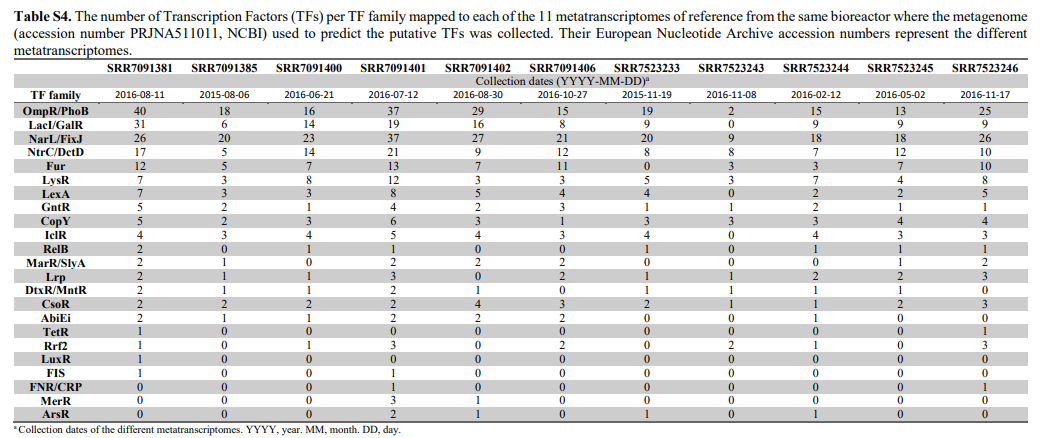 Table S4. The number of Transcription Factors (TFs) per TF family mapped to each of the 11 metatranscriptomes of reference from the same bioreactor where the metagenome
(accession number PRJNA511011, NCBI) used to predict the putative TFs was collected. Their European Nucleotide Archive accession numbers represent the different
metatranscriptomes.
SRR7091381 SRR7091385 SRR7091400 SRR7091401 SRR7091402 SRR7091406 SRR7523233 SRR7523243 SRR7523244 SRR7523245 SRR7523246
Collection dates (YYYY-MM-DD)a
TF family 2016-08-11 2015-08-06 2016-06-21 2016-07-12 2016-08-30 2016-10-27 2015-11-19 2016-11-08 2016-02-12 2016-05-02 2016-11-17
OmpR/PhoB 40 18 16 37 29 15 19 2 15 13 25
LacI/GalR 31 6 14 19 16 8 9 0 9 9 9
NarL/FixJ 26 20 23 37 27 21 20 9 18 18 26
NtrC/DctD 17 5 14 21 9 12 8 8 7 12 10
Fur 12 5 7 13 7 11 0 3 3 7 10
LysR 7 3 8 12 3 3 5 3 7 4 8
LexA 7 3 3 8 5 4 4 0 2 2 5
GntR 5 2 1 4 2 3 1 1 2 1 1
CopY 5 2 3 6 3 1 3 3 3 4 4
IclR 4 3 4 5 4 3 4 0 4 3 3
RelB 2 0 1 1 0 0 1 0 1 1 1
MarR/SlyA 2 1 0 2 2 2 0 0 0 1 2
Lrp 2 1 1 3 0 2 1 1 2 2 3
DtxR/MntR 2 1 1 2 1 0 1 1 1 1 0
CsoR 2 2 2 2 4 3 2 1 1 2 3
AbiEi 2 1 1 2 2 2 0 0 1 0 0
TetR 1 0 0 0 0 0 0 0 0 0 1
Rrf2 1 0 1 3 0 2 0 2 1 0 3
LuxR 1 0 0 0 0 0 0 0 0 0 0
FIS 1 0 0 1 0 0 0 0 0 0 0
FNR/CRP 0 0 0 1 0 0 0 0 0 0 1
MerR 0 0 0 3 1 0 0 0 0 0 0
ArsR 0 0 0 2 1 0 1 0 1 0 0
a Collection dates of the different metatranscriptomes. YYYY, year. MM, month. DD, day.